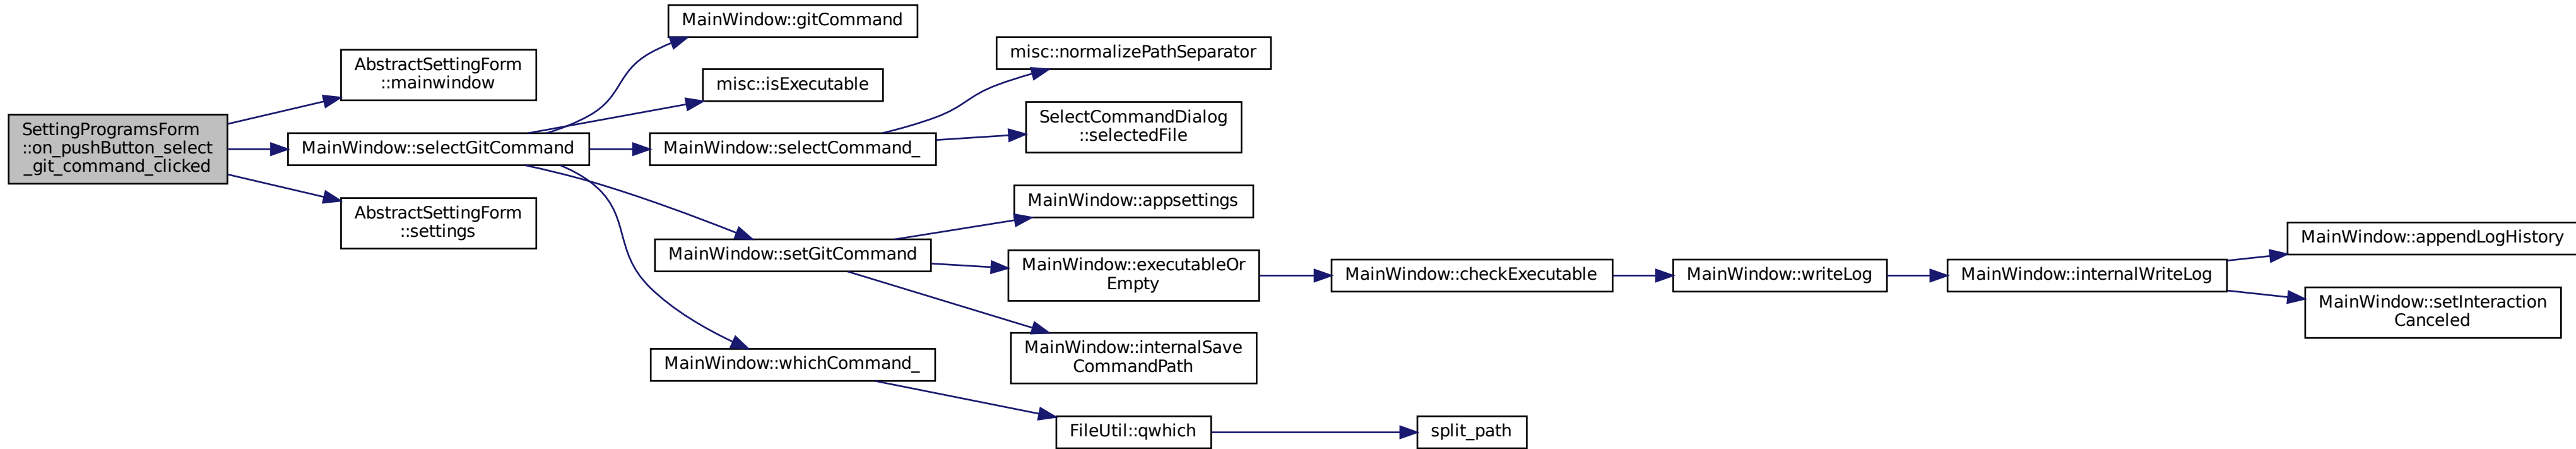 SettingProgramsForm
::on_pushButton_select
_git_command_clicked
AbstractSettingForm
::mainwindow
MainWindow::selectGitCommand
AbstractSettingForm
::settings
MainWindow::gitCommand
misc::isExecutable
MainWindow::selectCommand_
MainWindow::setGitCommand
MainWindow::whichCommand_
misc::normalizePathSeparator
SelectCommandDialog
::selectedFile
MainWindow::appsettings
MainWindow::executableOr
Empty
MainWindow::internalSave
CommandPath
FileUtil::qwhich
MainWindow::checkExecutable
split_path
MainWindow::writeLog
MainWindow::internalWriteLog
MainWindow::appendLogHistory
MainWindow::setInteraction
Canceled